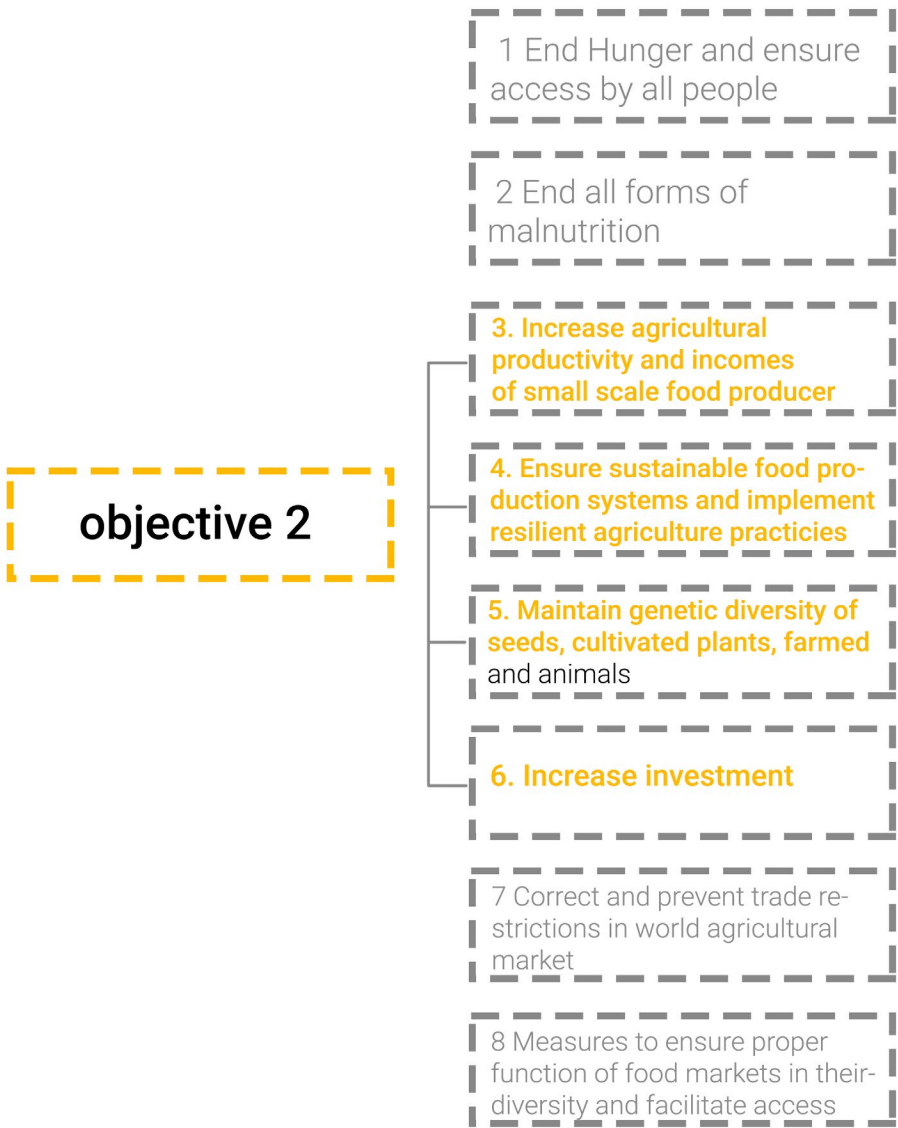 1 End Hunger and ensure
access by all people
2 End all forms of
malnutrition
3. Increase agricultural
productivity and incomes
of small scale food producer
objective 2
4. Ensure sustainable food pro-
duction systems and implement
resilient agriculture practicies
5. Maintain genetic diversity of
seeds, cultivated plants, farmed
and animals
6. Increase investment
7 Correct and prevent trade re-
strictions in world agricultural
market
8 Measures to ensure proper
function of food markets in their-
diversity and facilitate access